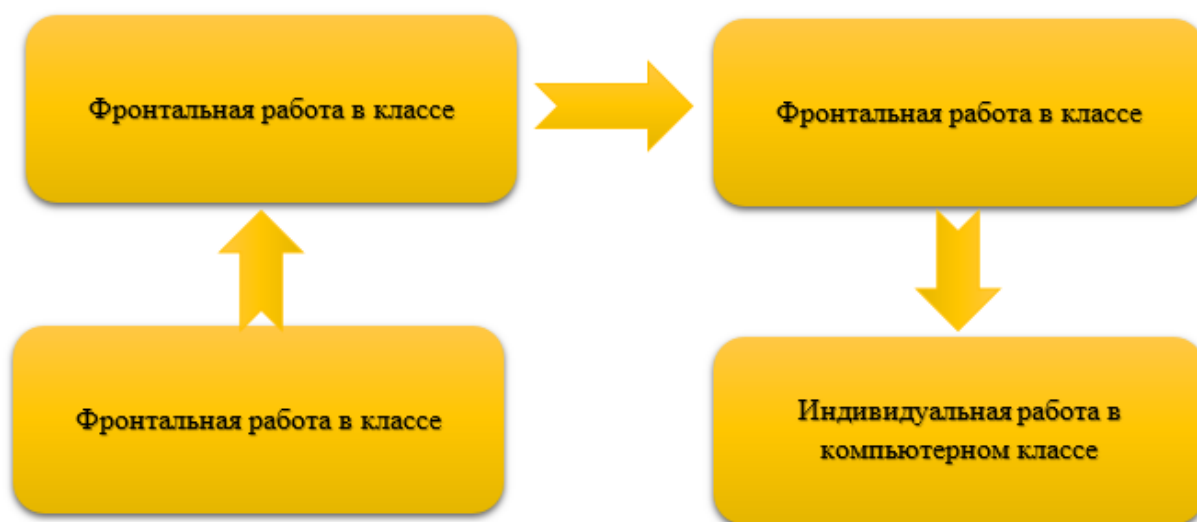 Фронтальная работа в классе
Фронтальная работа в классе
Фронтальная работа в классе
Индивидуальная работа в
компьютерном классе